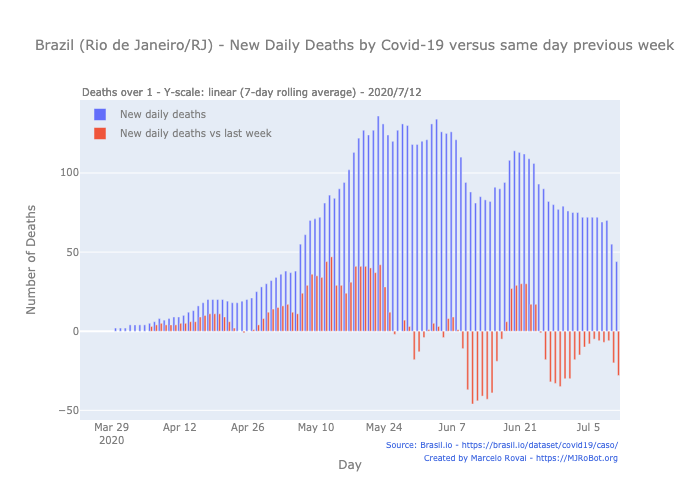 Brazil (Rio de Janeiro/RJ) - New Daily Deaths by Covid-19 versus same day previous week
Deaths over 1 - Y-scale: linear (7-day rolling average) - 2020/7/12
New daily deaths
New daily deaths vs last week
100
50
0
−50
Number of Deaths
Mar 29 Apr 12 Apr 26 May 10 May 24 Jun 7 Jun 21 Jul 5
2020
Day
Source: Brasil.io - https://brasil.io/dataset/covid19/caso/
Created by Marcelo Rovai - https://MJRoBot.org